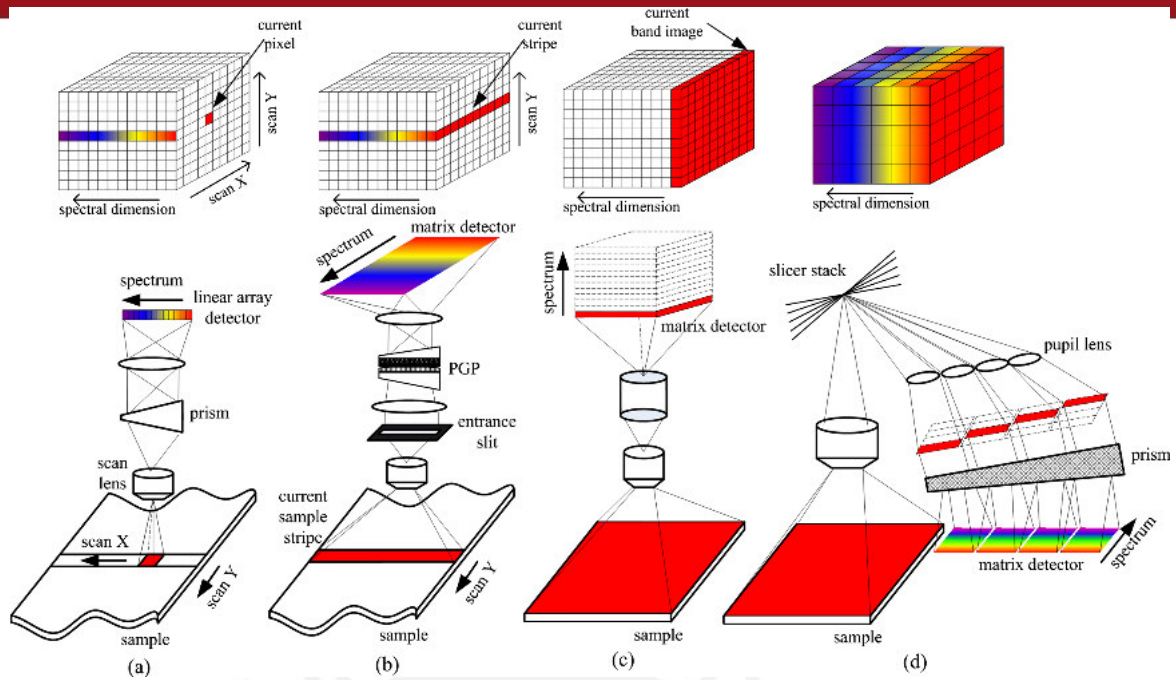 current
pixel
scan Y
scan X
spectral dimension
spectrum
linear array
detector
prism
scan
lens
scan X
scan Y
sample
(a)
current
stripe
scan Y
spectral dimension
matrix detector
spectrum
PGP
entrance
slit
current
sample
stripe
scan Y
sample
(b)
current
band image
spectral dimension
spectrum
matrix detector
sample
(c)
spectral dimension
slicer stack
pupil lens
prism
spectrum
matrix detector
sample
(d)